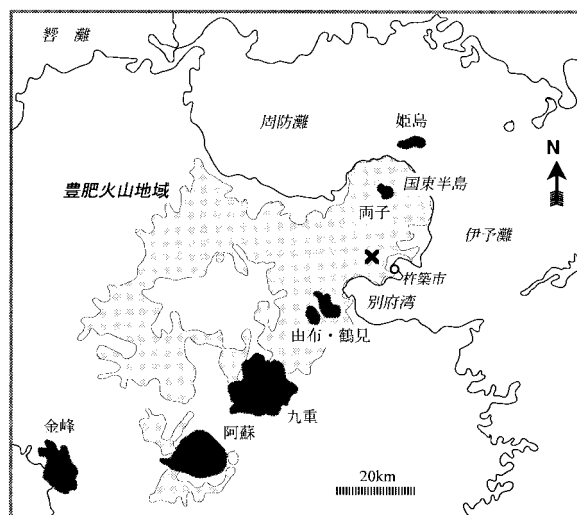 響灘
周防灘
姫島
N
豊肥火山地域
国東半島
両子
伊予灘
杵築市
別府湾
由布・鶴見
九重
金峰
阿蘇
20km